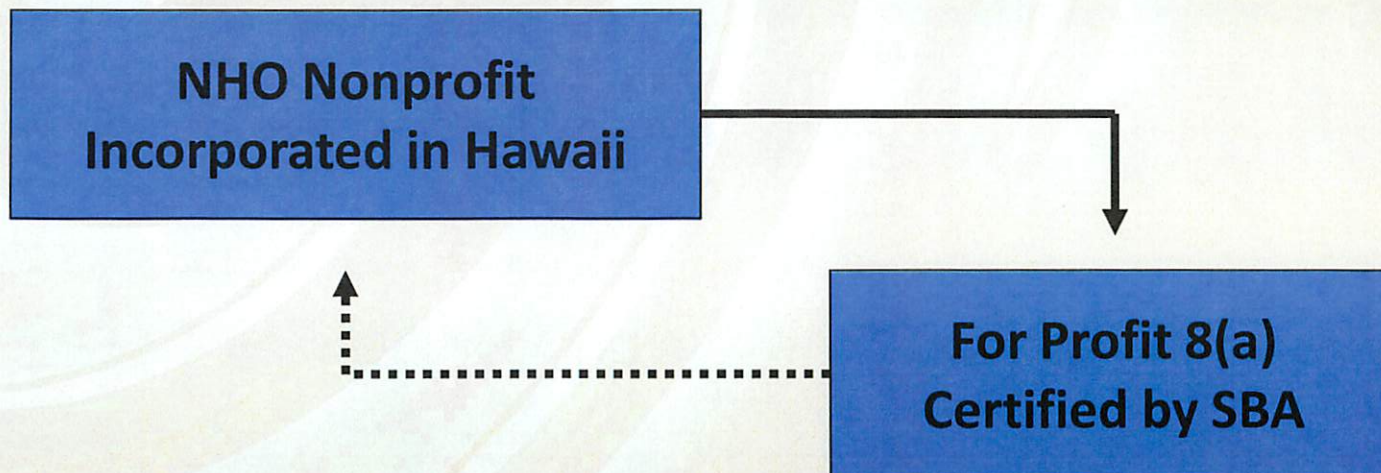 NHO Nonprofit
Incorporated in Hawaii
For Profit 8(a)
Certified by SBA